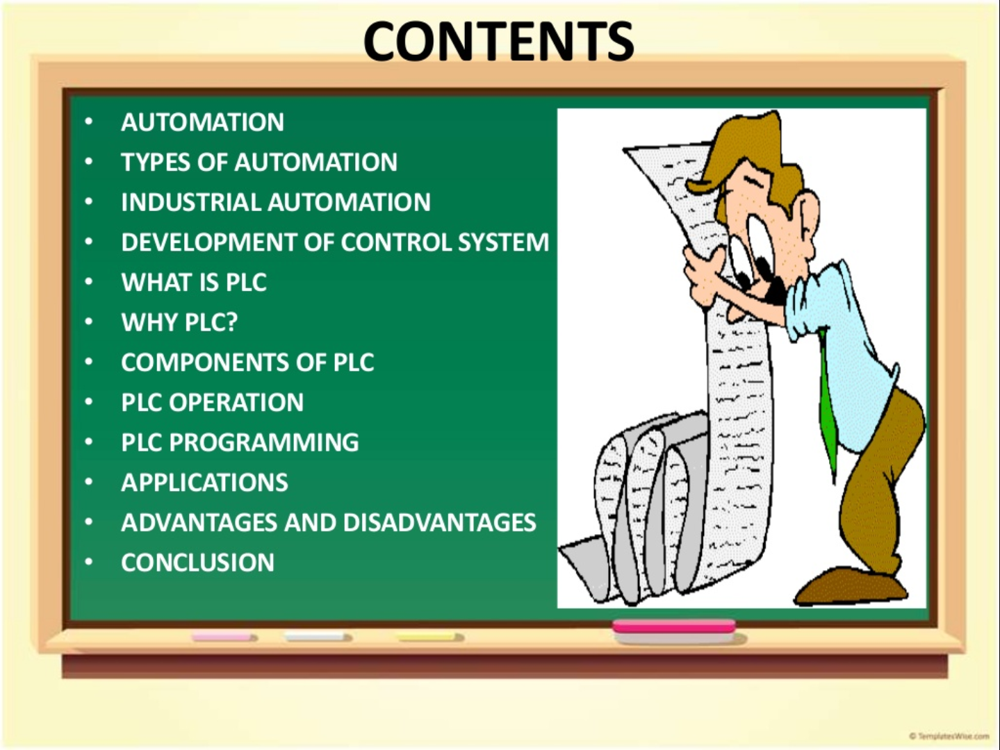 CONTENTS
• AUTOMATION
• TYPES OF AUTOMATION
• INDUSTRIAL AUTOMATION
• DEVELOPMENT OF CONTROL SYSTEM
• WHAT IS PLC
• WHY PLC?
• COMPONENTS OF PLC
• PLC OPERATION
• PLC PROGRAMMING
• APPLICATIONS
• ADVANTAGES AND DISADVANTAGES
• CONCLUSION
© TemplatesWise.com